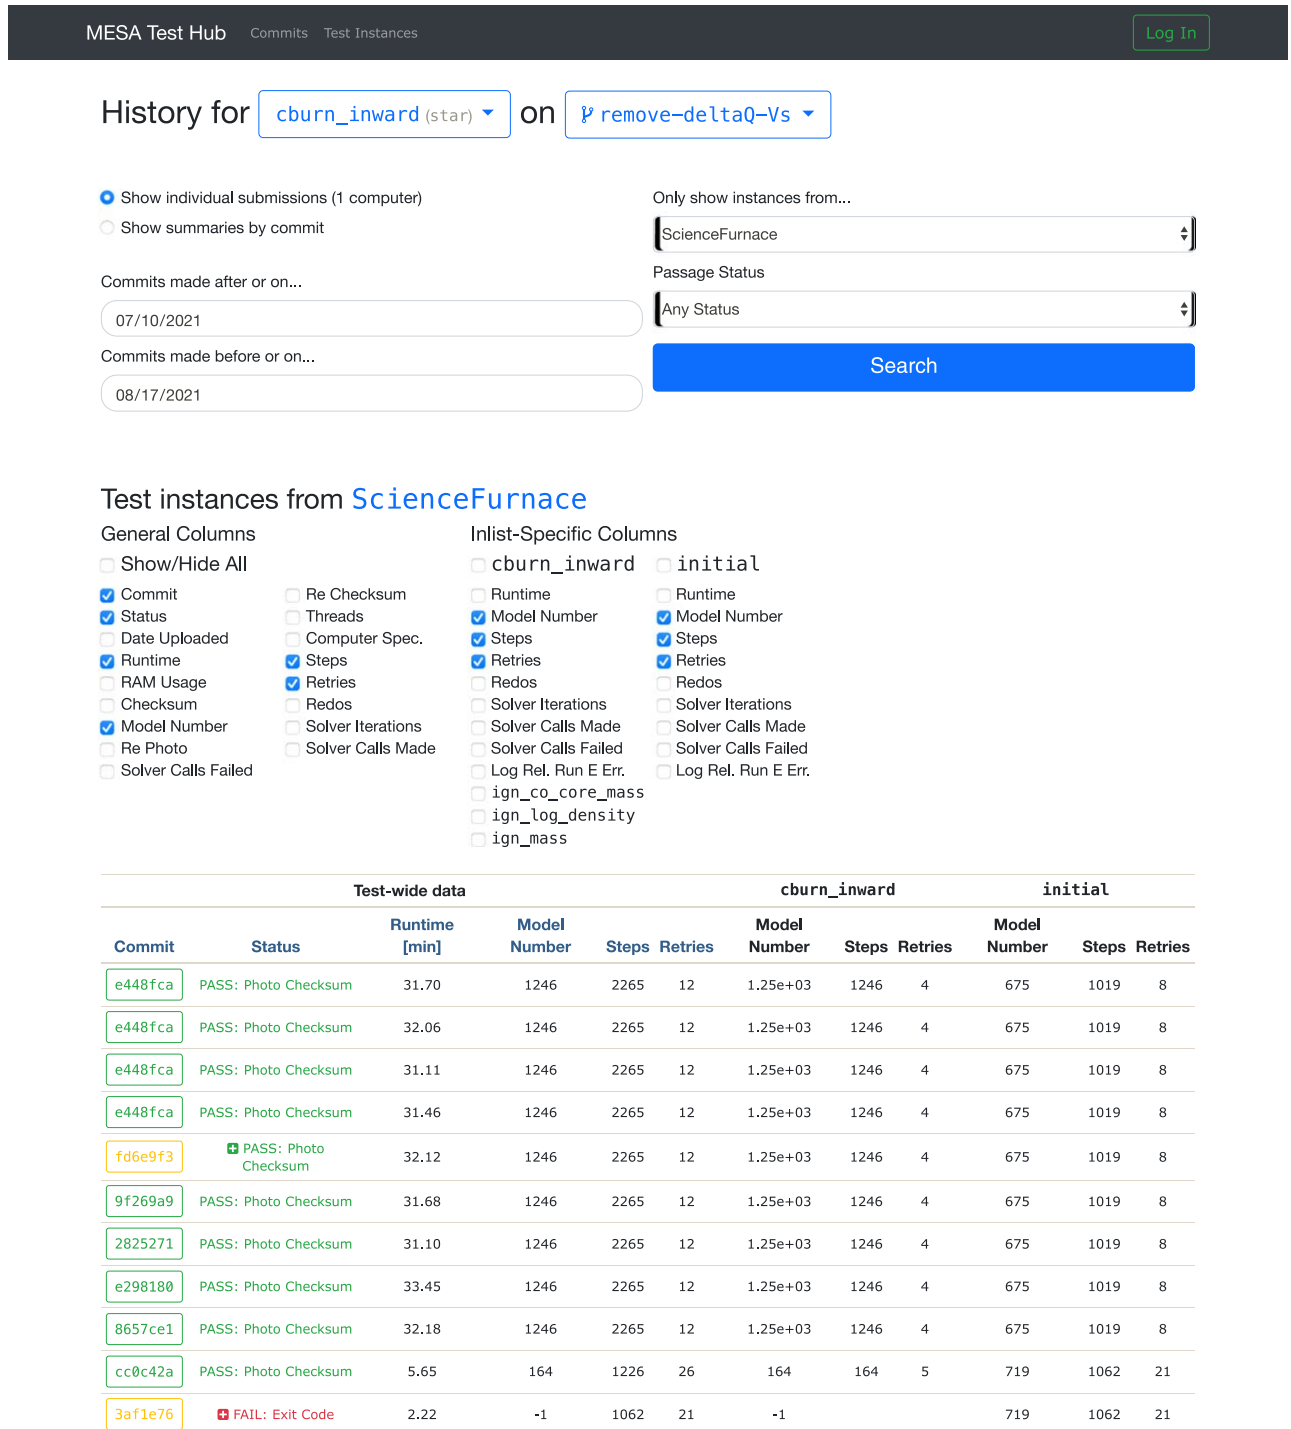 MESA Test Hub Commits Test Instances Log In
History for cburn_inward (star) on remove-deltaQ-Vs
Show individual submissions (1 computer)
Show summaries by commit
Commits made after or on...
07/10/2021
Commits made before or on...
08/17/2021
Only show instances from...
ScienceFurnace
Passage Status
Any Status
Search
Test instances from ScienceFurnace
General Columns
Show/Hide All
Commit
Status
Date Uploaded
Runtime
RAM Usage
Checksum
Model Number
Re Photo
Solver Calls Failed
Re Checksum
Threads
Computer Spec.
Steps
Retries
Redos
Solver Iterations
Solver Calls Made
Inlist-Specific Columns
cburn_inward
Runtime
Model Number
Steps
Retries
Redos
Solver Iterations
Solver Calls Made
Solver Calls Failed
Log Rel. Run E Err.
ign_co_core_mass
ign_log_density
ign_mass
initial
Runtime
Model Number
Steps
Retries
Redos
Solver Iterations
Solver Calls Made
Solver Calls Failed
Log Rel. Run E Err.
Test-wide data cburn_inward initial
Runtime Model Model Model
Commit Status [min] Number Steps Retries Number Steps Retries Number Steps Retries
e448fca PASS: Photo Checksum 31.70 1246 2265 12 1.25e+03 1246 4 675 1019 8
e448fca PASS: Photo Checksum 32.06 1246 2265 12 1.25e+03 1246 4 675 1019 8
e448fca PASS: Photo Checksum 31.11 1246 2265 12 1.25e+03 1246 4 675 1019 8
e448fca PASS: Photo Checksum 31.46 1246 2265 12 1.25e+03 1246 4 675 1019 8
fd6e9f3 PASS: Photo Checksum 32.12 1246 2265 12 1.25e+03 1246 4 675 1019 8
9f269a9 PASS: Photo Checksum 31.68 1246 2265 12 1.25e+03 1246 4 675 1019 8
2825271 PASS: Photo Checksum 31.10 1246 2265 12 1.25e+03 1246 4 675 1019 8
e298180 PASS: Photo Checksum 33.45 1246 2265 12 1.25e+03 1246 4 675 1019 8
8657ce1 PASS: Photo Checksum 32.18 1246 2265 12 1.25e+03 1246 4 675 1019 8
cc0c42a PASS: Photo Checksum 5.65 164 1226 26 164 164 5 719 1062 21
3af1e76 FAIL: Exit Code 2.22 -1 1062 21 -1 719 1062 21